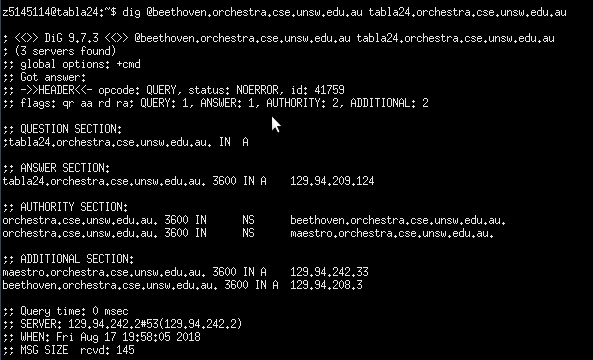 z5145114@tabla24:~$ dig @beethoven.orchestra.cse.unsw.edu.au tabla24.orchestra.cse.unsw.edu.au
; <<>> DiG 9.7.3 <<>> @beethoven.orchestra.cse.unsw.edu.au tabla24.orchestra.cse.unsw.edu.au
; (3 servers found)
;; global options: +cmd
;; Got answer:
;; ->>HEADER<<- opcode: QUERY, status: NOERROR, id: 41759
;; flags: qr aa rd ra; QUERY: 1, ANSWER: 1, AUTHORITY: 2, ADDITIONAL: 2
;; QUESTION SECTION:
;tabla24.orchestra.cse.unsw.edu.au. IN A
;; ANSWER SECTION:
tabla24.orchestra.cse.unsw.edu.au. 3600 IN A 129.94.209.124
;; AUTHORITY SECTION:
orchestra.cse.unsw.edu.au. 3600 IN NS beethoven.orchestra.cse.unsw.edu.au.
orchestra.cse.unsw.edu.au. 3600 IN NS maestro.orchestra.cse.unsw.edu.au.
;; ADDITIONAL SECTION:
maestro.orchestra.cse.unsw.edu.au. 3600 IN A 129.94.242.33
beethoven.orchestra.cse.unsw.edu.au. 3600 IN A 129.94.208.3
;; Query time: 0 msec
;; SERVER: 129.94.242.2#53(129.94.242.2)
;; WHEN: Fri Aug 17 19:58:05 2018
;; MSG SIZE rcvd: 145